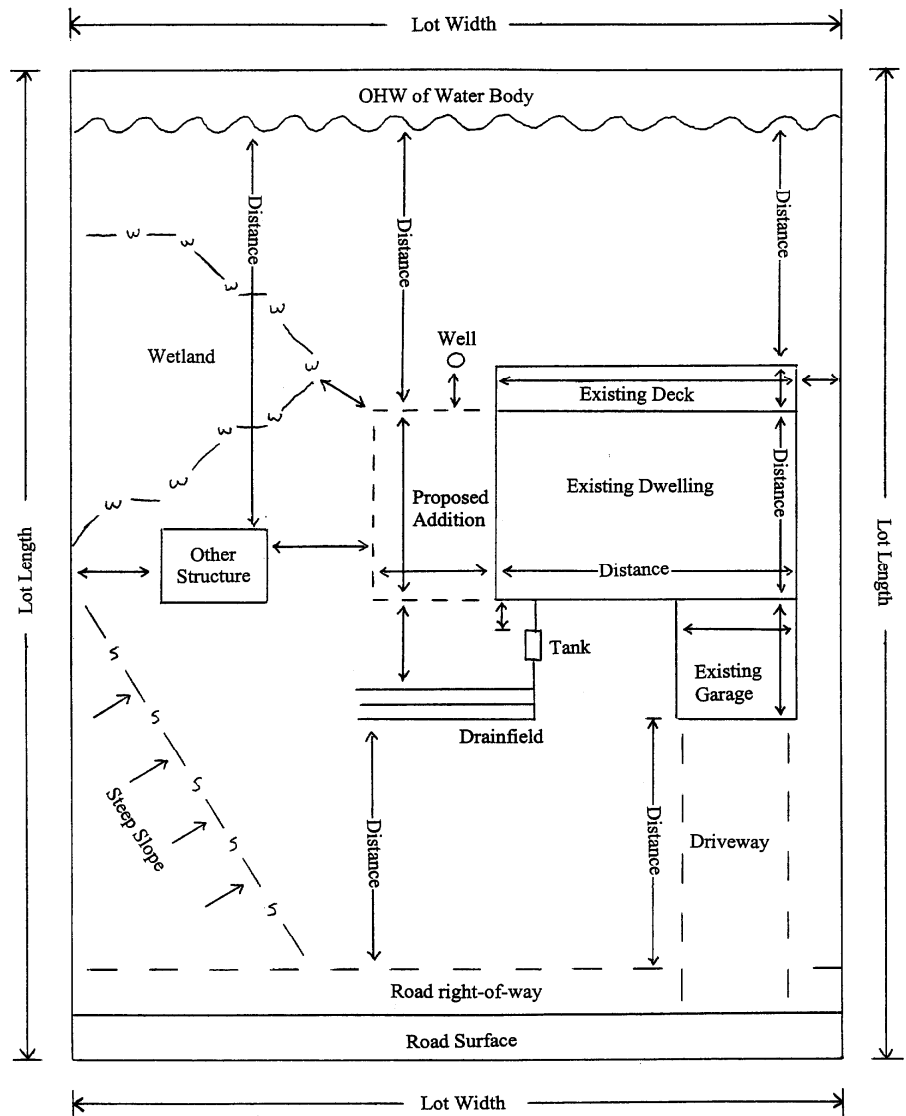 Lot Width
OHW of Water Body
Distance
Distance
Distance
Well
Wetland
Existing Deck
Distance
Existing Dwelling
Proposed
Addition
Lot Length
Lot Length
Other
Structure
Distance
Tank
Existing
Garage
Drainfield
Steep Slope
Distance
Distance
Driveway
Road right-of-way
Road Surface
Lot Width